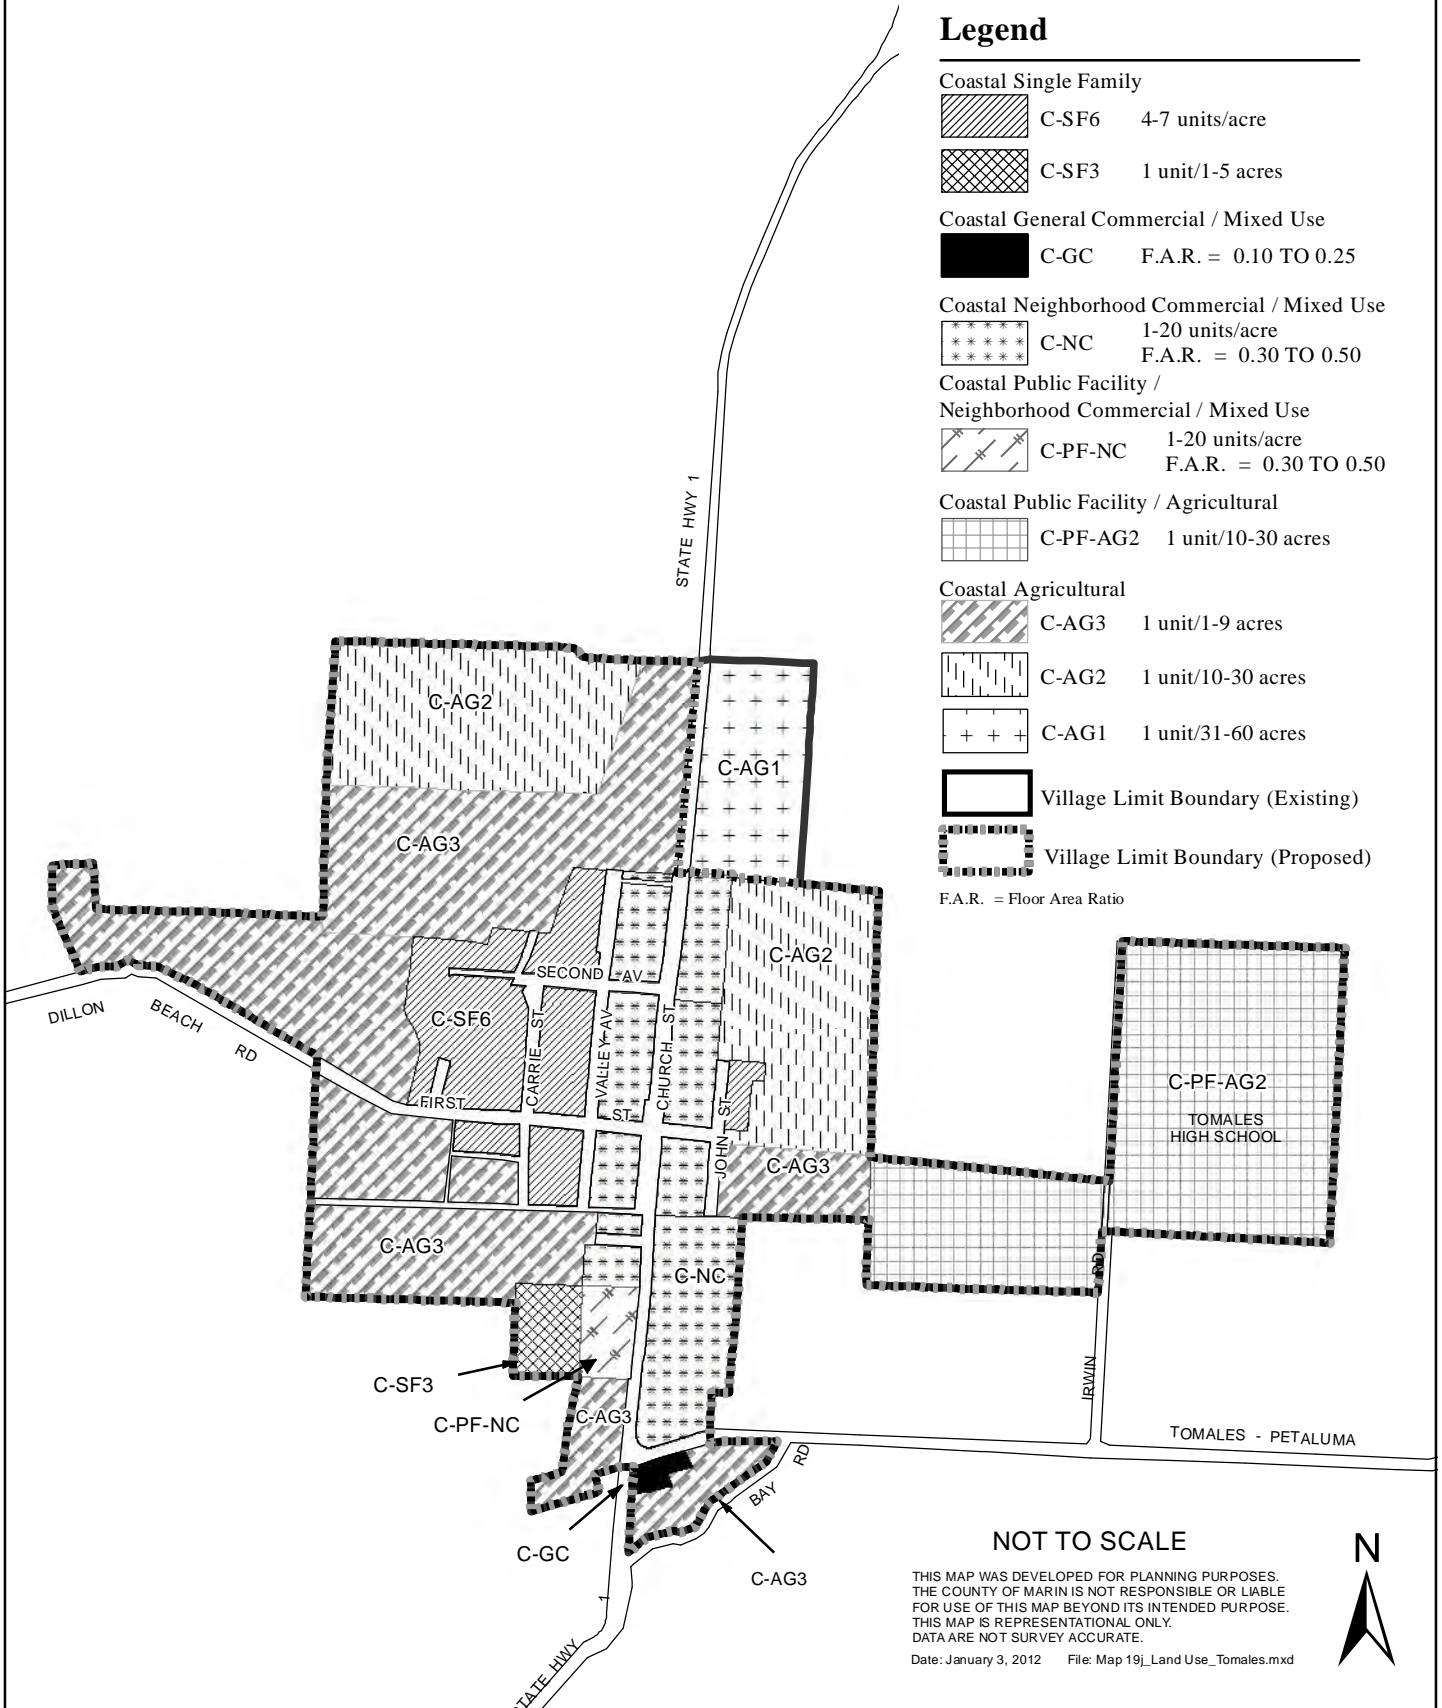 Legend
Coastal Single Family
C-SF6 4-7 units/acre
C-SF3 1 unit/1-5 acres
Coastal General Commercial / Mixed Use
C-GC F.A.R. = 0.10 TO 0.25
Coastal Neighborhood Commercial / Mixed Use
1-20 units/acre
C-NC
F.A.R. = 0.30 TO 0.50
Coastal Public Facility /
Neighborhood Commercial / Mixed Use
1-20 units/acre
C-PF-NC
F.A.R. = 0.30 TO 0.50
Coastal Public Facility / Agricultural
C-PF-AG2 1 unit/10-30 acres
Coastal Agricultural
C-AG3 1 unit/1-9 acres
C-AG2 1 unit/10-30 acres
C-AG1 1 unit/31-60 acres
Village Limit Boundary (Existing)
Village Limit Boundary (Proposed)
F.A.R. = Floor Area Ratio
STATE HWY 1
C-AG2
C-AG1
C-AG3
C-AG2
SECOND AV
C-SF6
DILLON BEACH RD
CARRIE ST
VALLEY AV
CHURCH ST
FIRST ST
JOHN ST
C-AG3
C-PF-AG2
TOMALES
HIGH SCHOOL
C-AG3
C-NC
IRWIN RD
C-SF3
C-PF-NC
C-AG3
TOMALES - PETALUMA
RD
BAY
C-GC
C-AG3
STATE HWY 1
NOT TO SCALE
N
THIS MAP WAS DEVELOPED FOR PLANNING PURPOSES.
THE COUNTY OF MARIN IS NOT RESPONSIBLE OR LIABLE
FOR USE OF THIS MAP BEYOND ITS INTENDED PURPOSE.
THIS MAP IS REPRESENTATIONAL ONLY.
DATA ARE NOT SURVEY ACCURATE.
Date: January 3, 2012 File: Map 19j_Land Use_Tomales.mxd